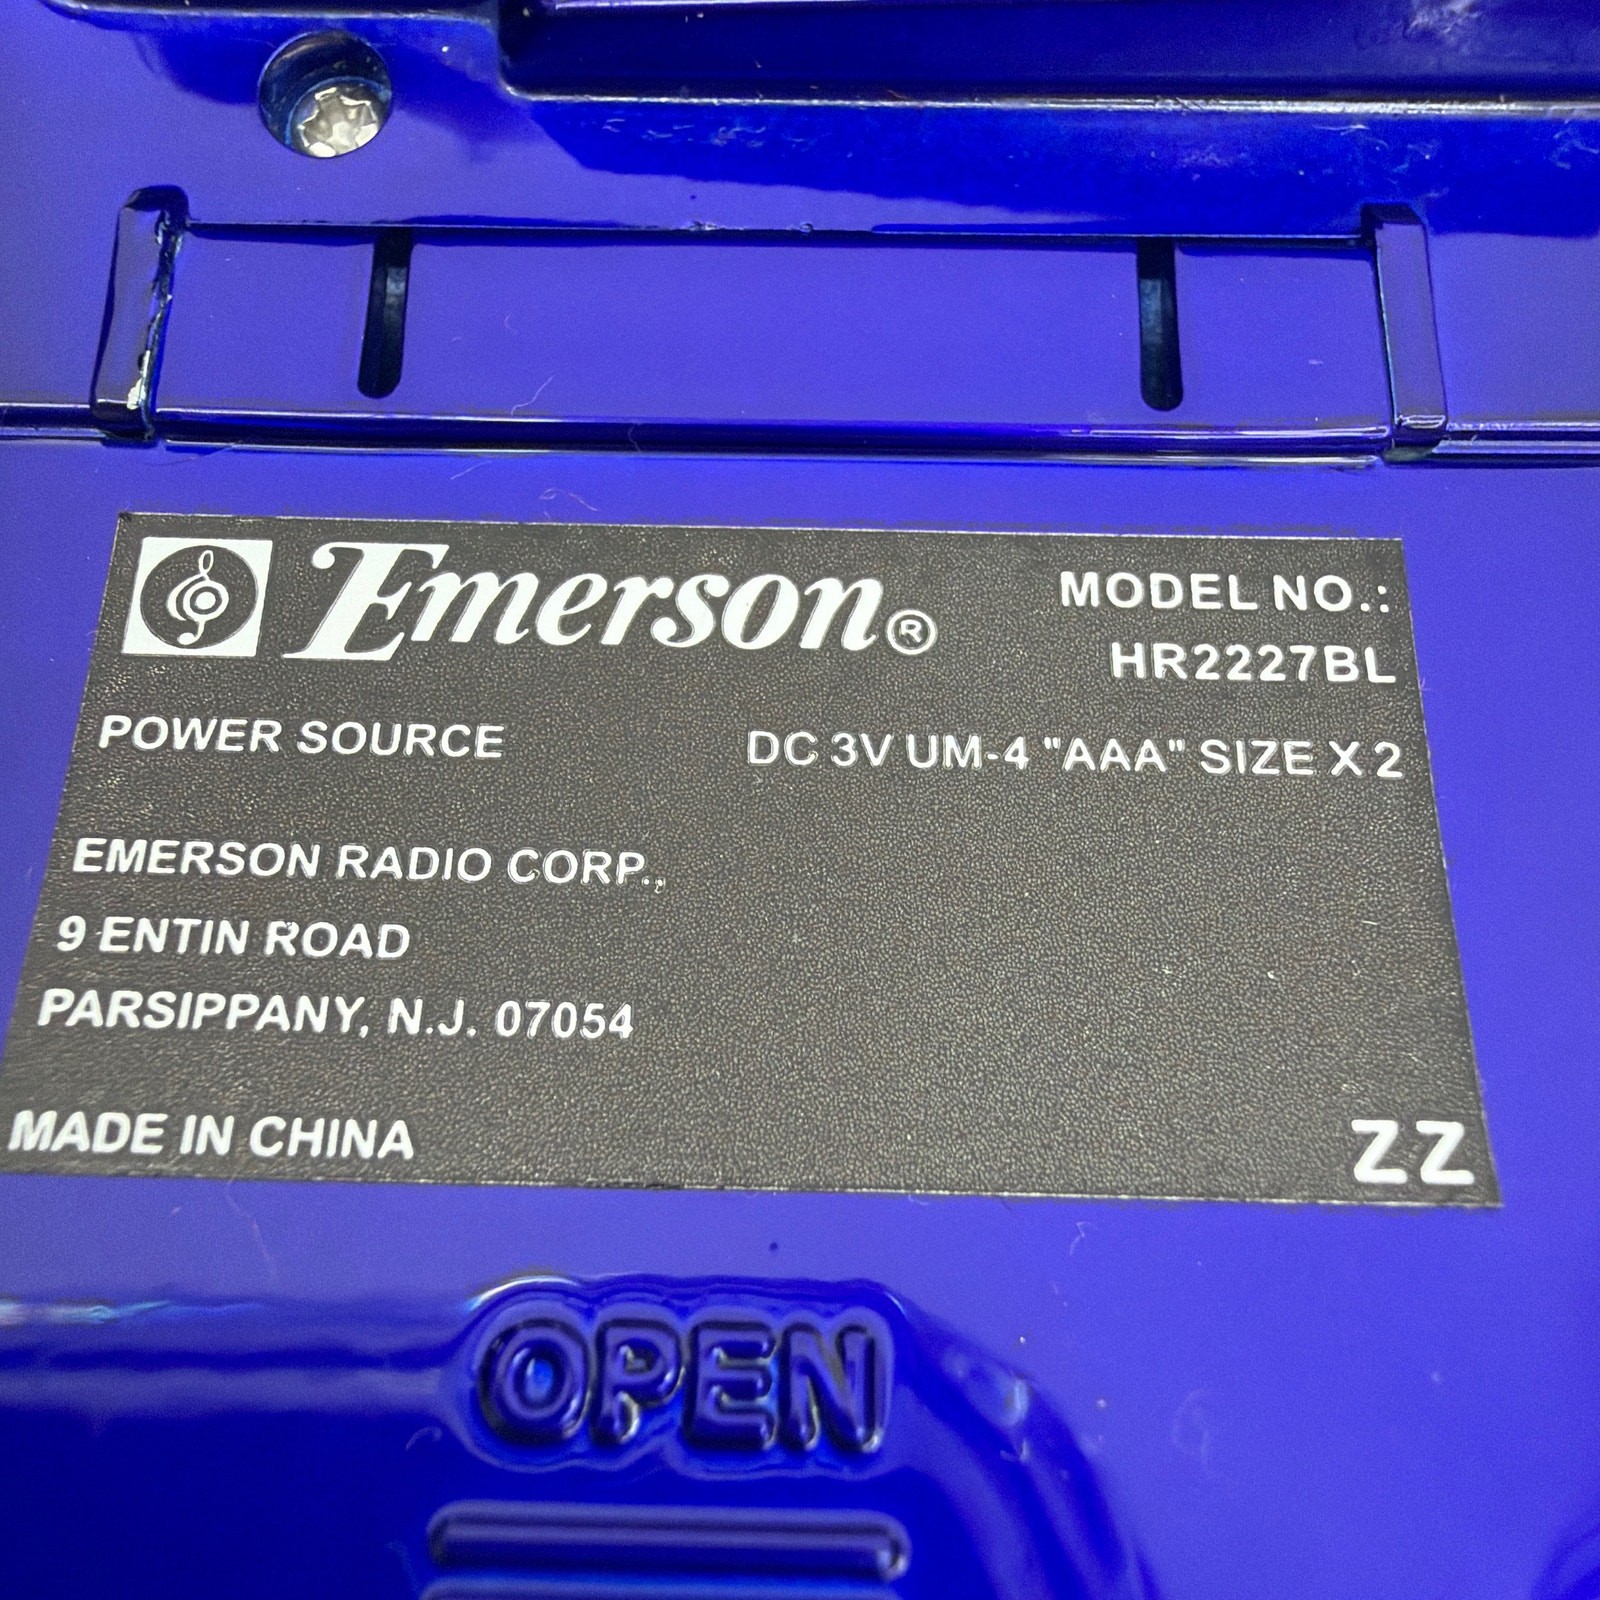 Emerson®
MODEL NO.:
HR2227BL
POWER SOURCE DC 3V UM-4 "AAA" SIZE X 2
EMERSON RADIO CORP.,
9 ENTIN ROAD
PARSIPPANY, N.J. 07054
MADE IN CHINA
ZZ
OPEN